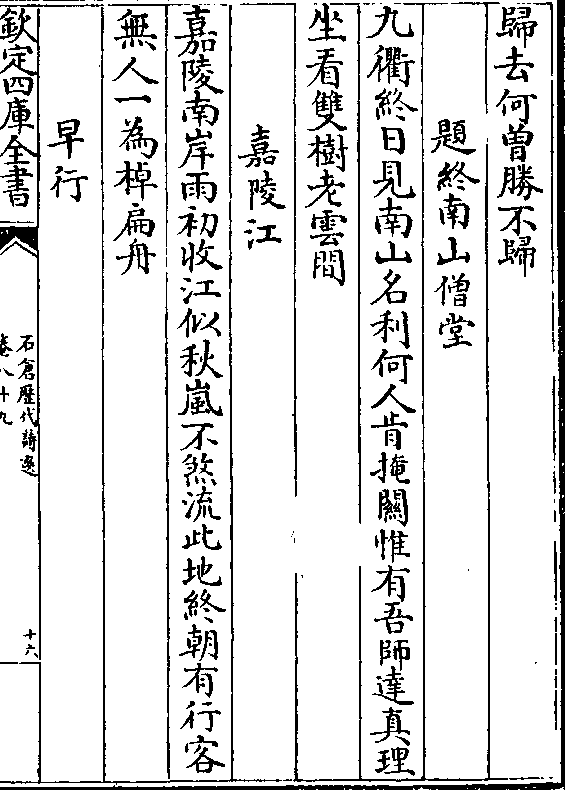 歸去何曽勝不歸
題終南山僧堂
九衢終日見南山名利何人肯掩關惟有吾師達真理
坐看雙樹老雲間
嘉陵江
嘉陵南岸雨初收江似秋嵐不煞流此地終朝有行客
無人一為棹扁舟
早行
欽定四庫全書
石倉歷代詩選
卷八十九
十六